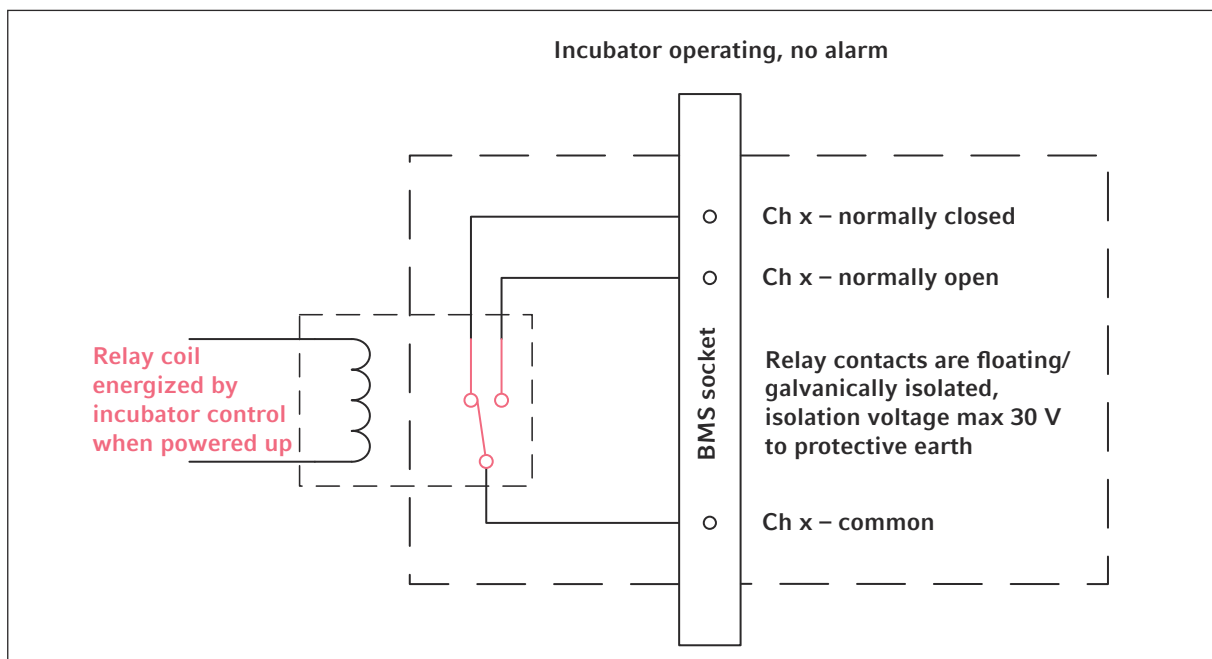 Incubator operating, no alarm
Ch x – normally closed
Ch x – normally open
Relay coil
energized by
incubator control
when powered up
BMS socket
Relay contacts are floating/
galvanically isolated,
isolation voltage max 30 V
to protective earth
Ch x – common